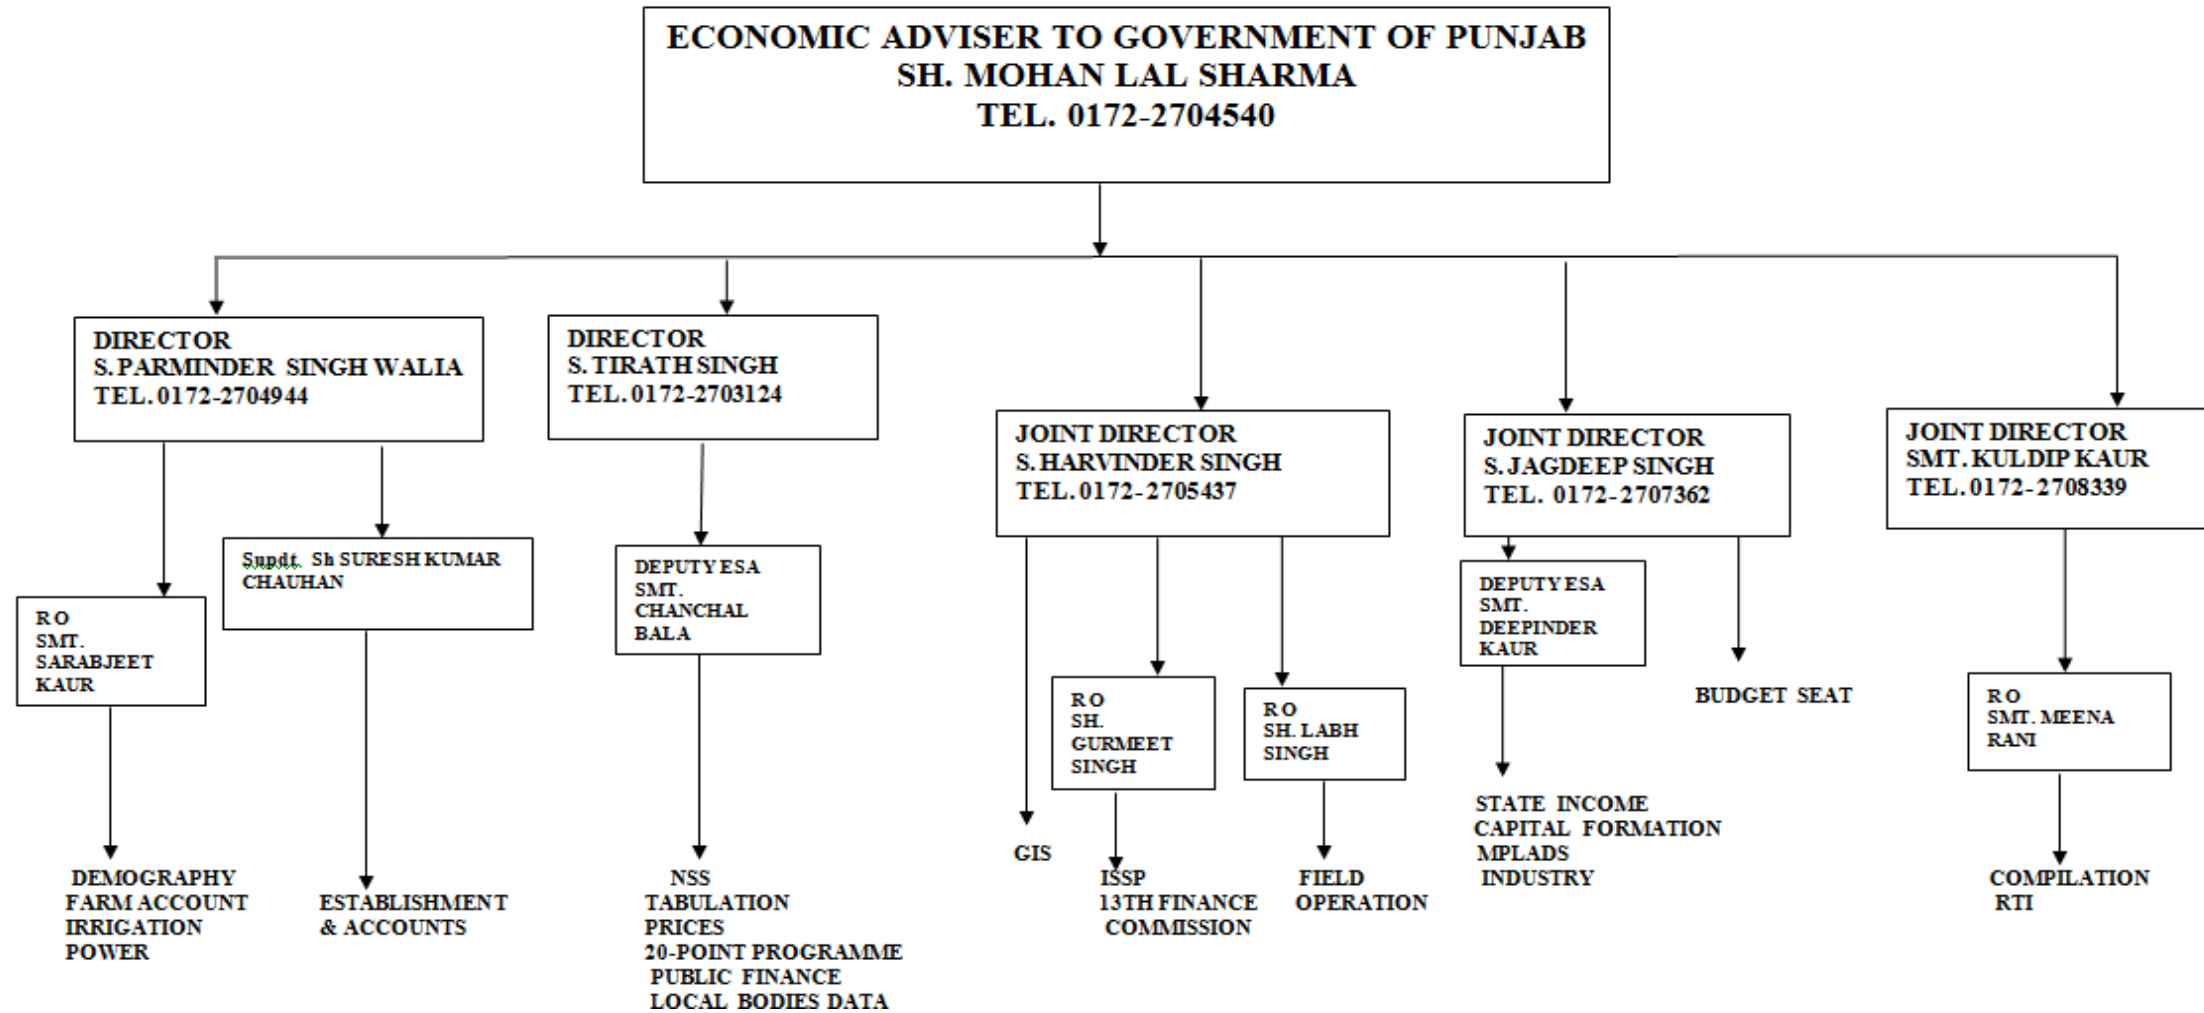 ECONOMIC ADVISER TO GOVERNMENT OF PUNJAB
SH. MOHAN LAL SHARMA
TEL. 0172-2704540
DIRECTOR
S. PARMINDER SINGH WALIA
TEL. 0172-2704944
DIRECTOR
S. TIRATH SINGH
TEL. 0172-2703124
JOINT DIRECTOR
S. HARVINDER SINGH
TEL. 0172-2705437
JOINT DIRECTOR
S. JAGDEEP SINGH
TEL. 0172-2707362
JOINT DIRECTOR
SMT. KULDIP KAUR
TEL. 0172-2708339
R O
SMT.
SARABJEET
KAUR
Supdt. Sh SURESH KUMAR
CHAUHAN
DEPUTY ESA
SMT.
CHANCHAL
BALA
R O
SH.
GURMEET
SINGH
R O
SH. LABH
SINGH
DEPUTY ESA
SMT.
DEEPINDER
KAUR
BUDGET SEAT
R O
SMT. MEENA
RANI
DEMOGRAPHY
FARM ACCOUNT
IRRIGATION
POWER
ESTABLISHMENT
& ACCOUNTS
NSS
TABULATION
PRICES
20-POINT PROGRAMME
PUBLIC FINANCE
LOCAL BODIES DATA
GIS
ISSP
13TH FINANCE
COMMISSION
FIELD
OPERATION
STATE INCOME
CAPITAL FORMATION
MPLADS
INDUSTRY
COMPILATION
RTI